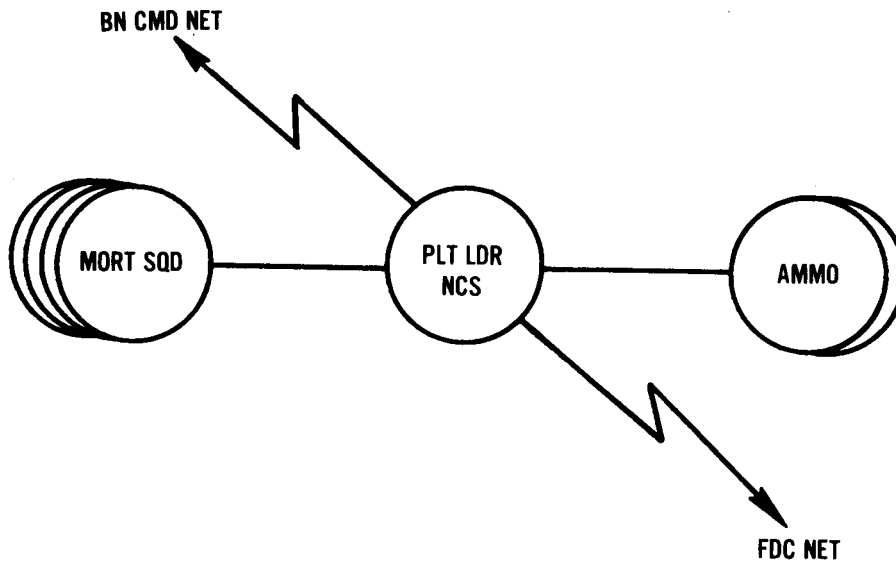 BN CMD NET
MORT SQD
PLT LDR
NCS
AMMO
FDC NET